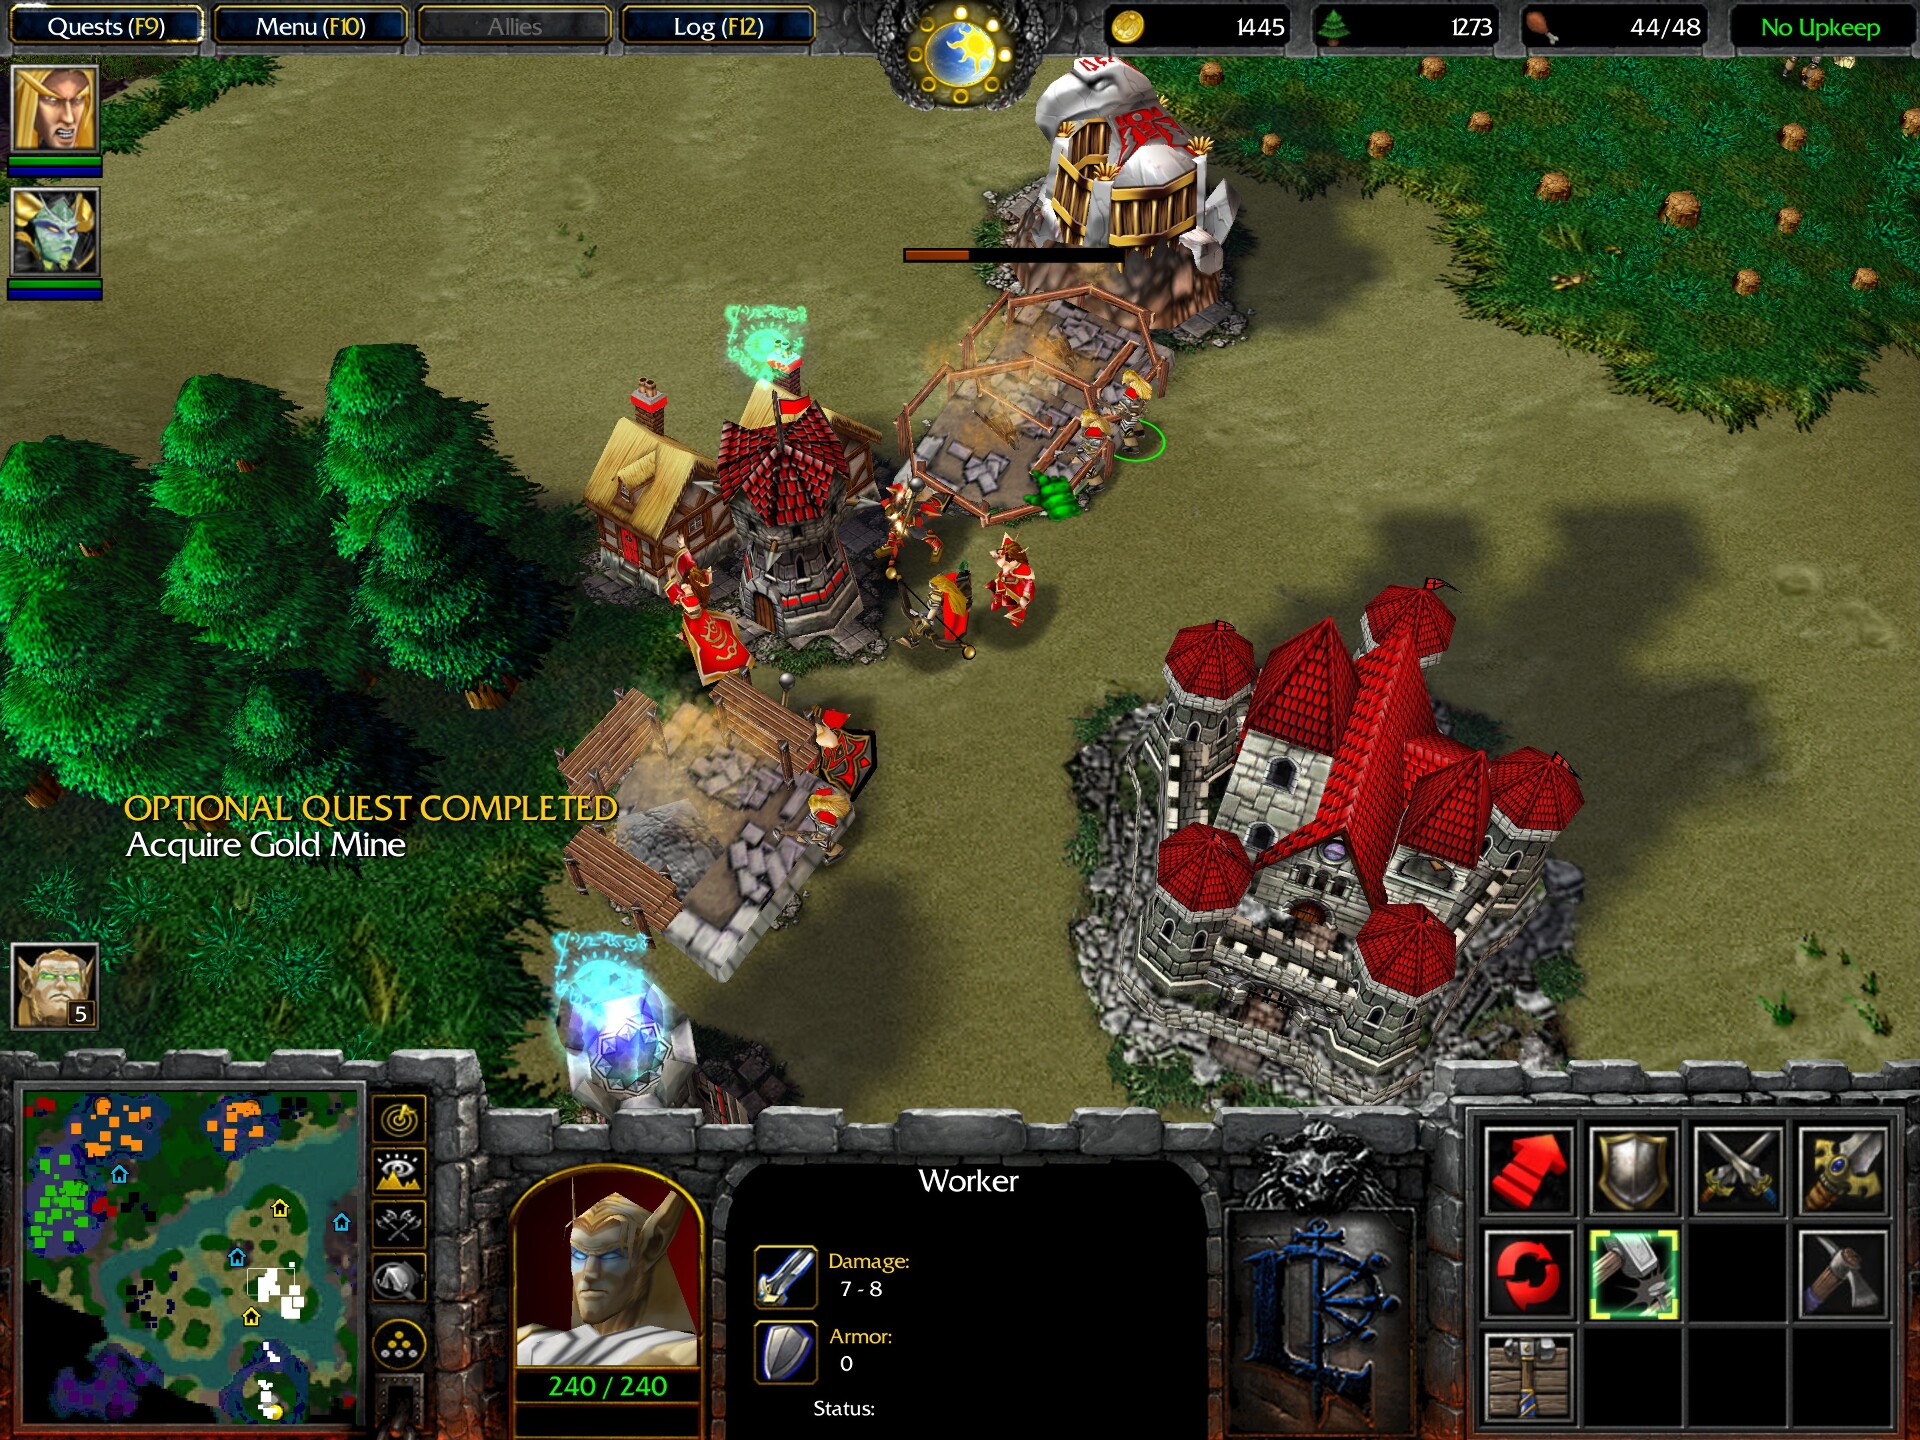 Quests (F9)
Menu (F10)
Allies
Log (F12)
1445
1273
44/48
No Upkeep
OPTIONAL QUEST COMPLETED
Acquire Gold Mine
5
Worker
Damage:
7 - 8
Armor:
0
Status:
240 / 240